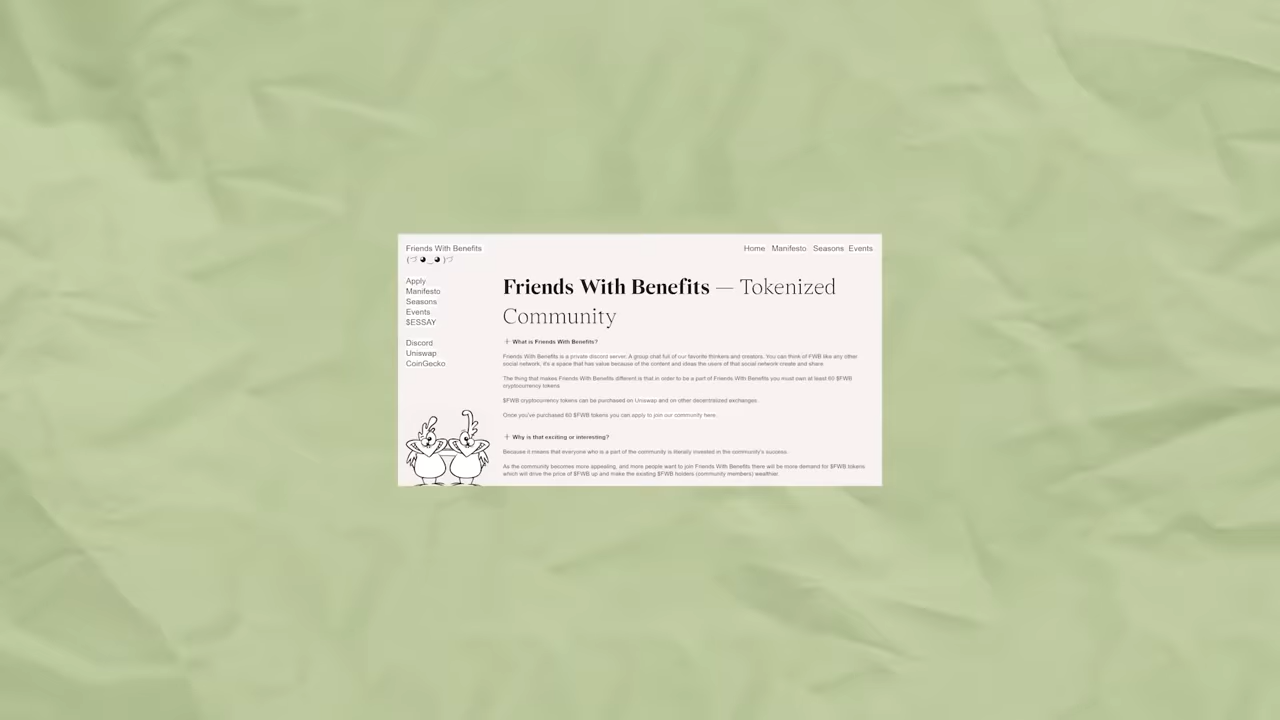 Friends With Benefits
(づ ◕‿◕ )づ
Home Manifesto Seasons Events
Apply
Manifesto
Seasons
Events
$ESSAY
Discord
Uniswap
CoinGecko
Friends With Benefits — Tokenized
Community
+ What is Friends With Benefits?
Friends With Benefits is a private discord server. A group chat full of our favorite thinkers and creators. You can think of FWB like any other
social network, it's a space that has value because of the content and ideas the users of that social network create and share.
The thing that makes Friends With Benefits different is that in order to be a part of Friends With Benefits you must own at least 60 $FWB
cryptocurrency tokens
$FWB cryptocurrency tokens can be purchased on Uniswap and on other decentralized exchanges.
Once you've purchased 60 $FWB tokens you can apply to join our community here.
+ Why is that exciting or interesting?
Because it means that everyone who is a part of the community is literally invested in the community's success.
As the community becomes more appealing, and more people want to join Friends With Benefits there will be more demand for $FWB tokens
which will drive the price of $FWB up and make the existing $FWB holders (community members) wealthier.